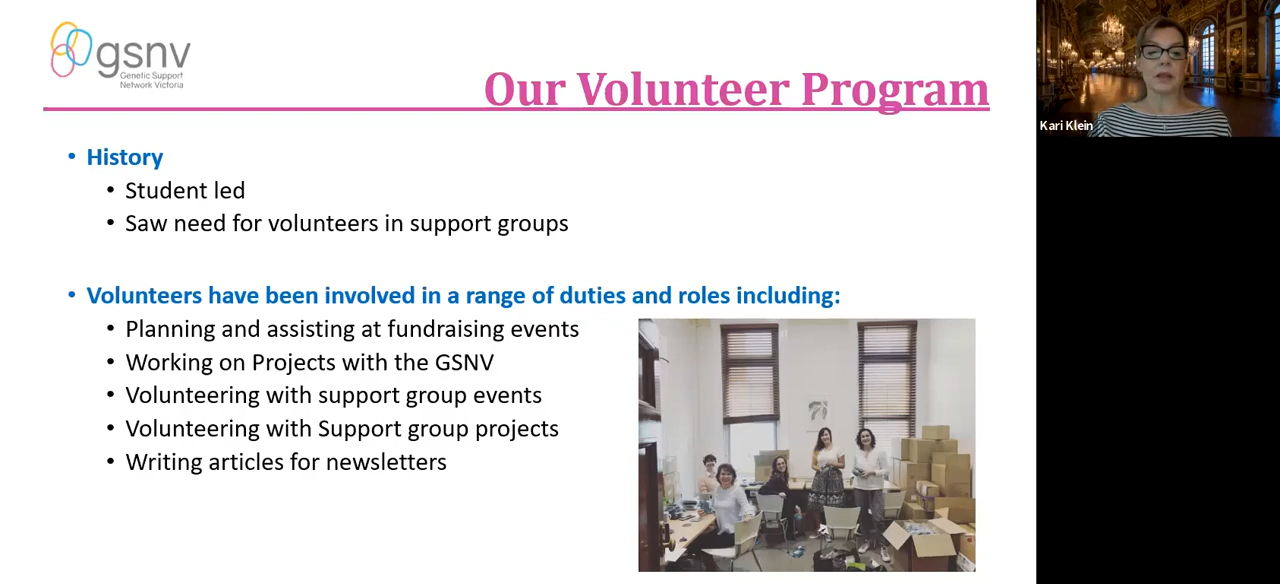 gsnv
Genetic Support
Network Victoria
Our Volunteer Program
• History
• Student led
• Saw need for volunteers in support groups
• Volunteers have been involved in a range of duties and roles including:
• Planning and assisting at fundraising events
• Working on Projects with the GSNV
• Volunteering with support group events
• Volunteering with Support group projects
• Writing articles for newsletters
Kari Klein